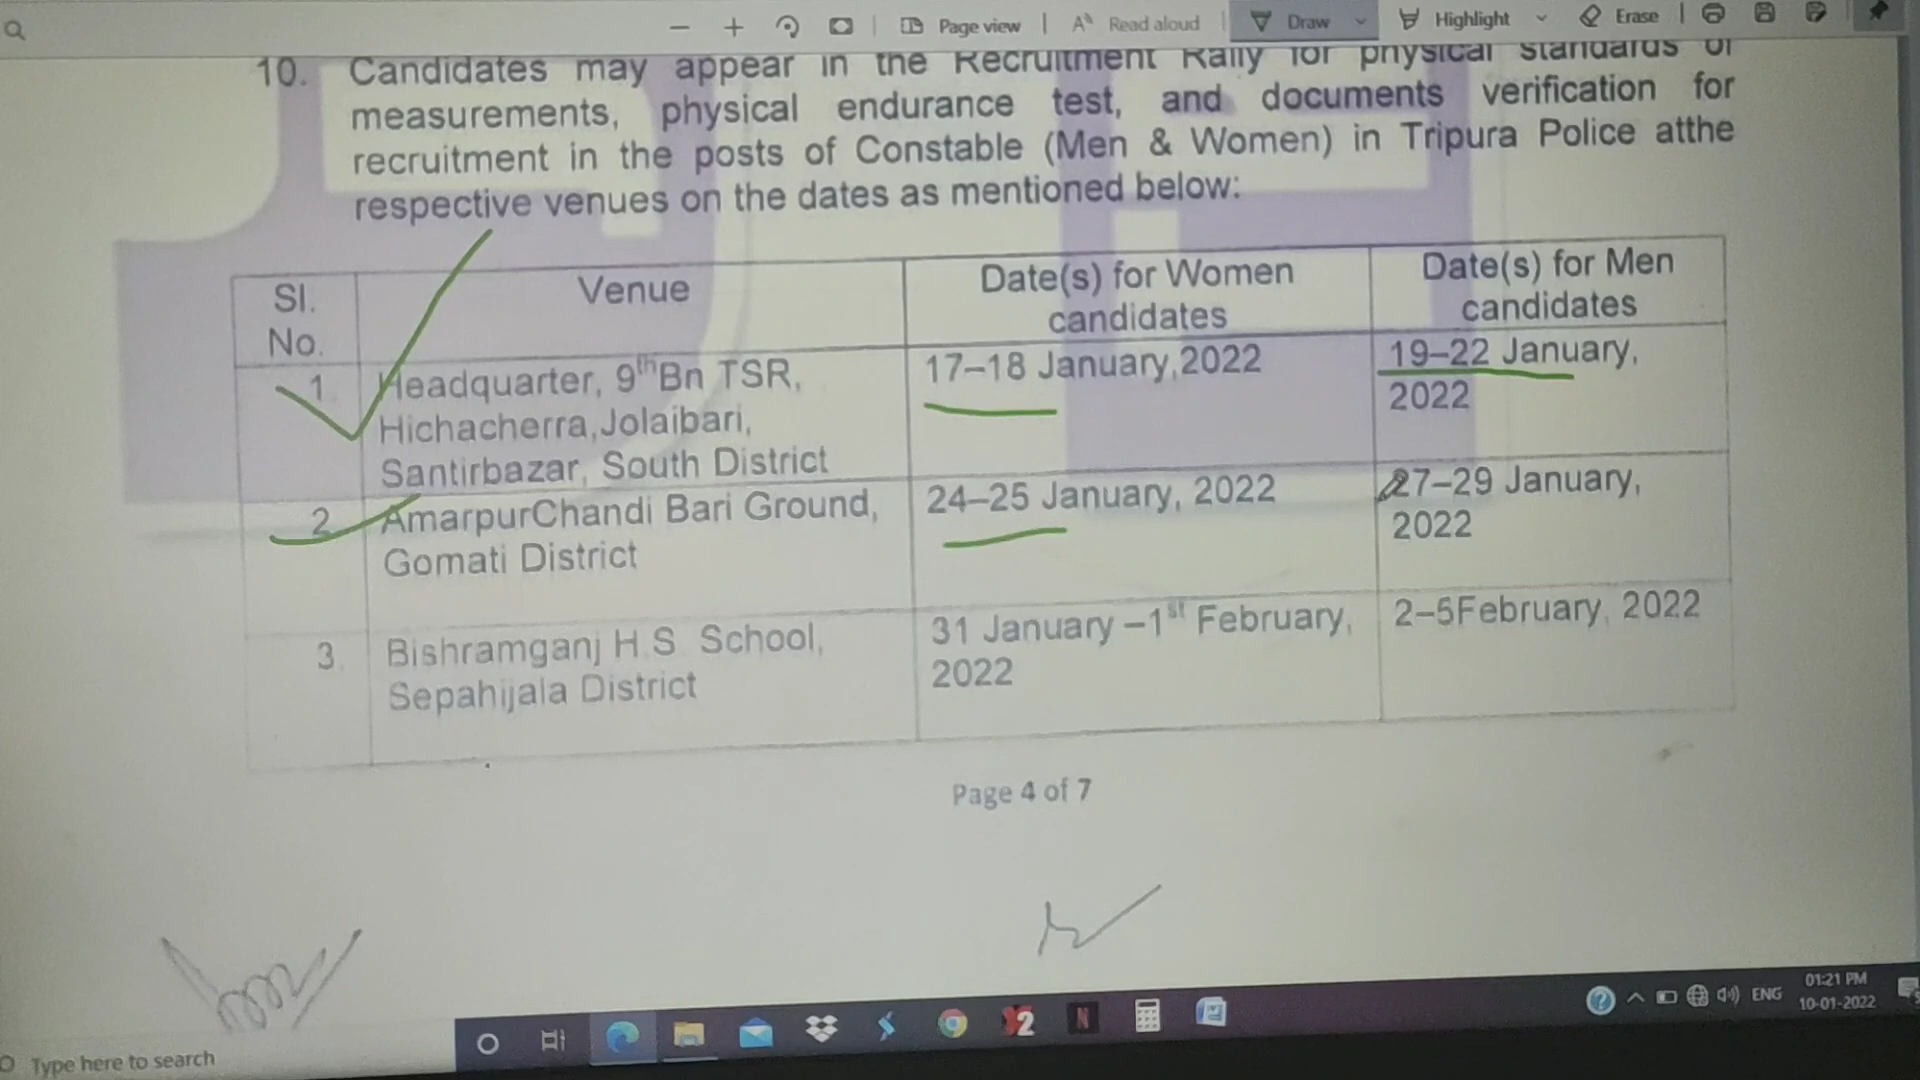 Page view
Read aloud
Draw
Highlight
Erase
10. Candidates may appear in the Recruitment Rally for physical standards of
measurements, physical endurance test, and documents verification for
recruitment in the posts of Constable (Men & Women) in Tripura Police atthe
respective venues on the dates as mentioned below:
Sl. No.
Venue
Date(s) for Women candidates
Date(s) for Men candidates
1.
Headquarter, 9thBn TSR,
Hichacherra,Jolaibari,
Santirbazar, South District
17–18 January,2022
19–22 January,
2022
2.
AmarpurChandi Bari Ground,
Gomati District
24–25 January, 2022
27–29 January,
2022
3.
Bishramganj H.S School,
Sepahijala District
31 January –1st February,
2022
2–5February, 2022
Page 4 of 7
01:21 PM
ENG
10-01-2022
Type here to search